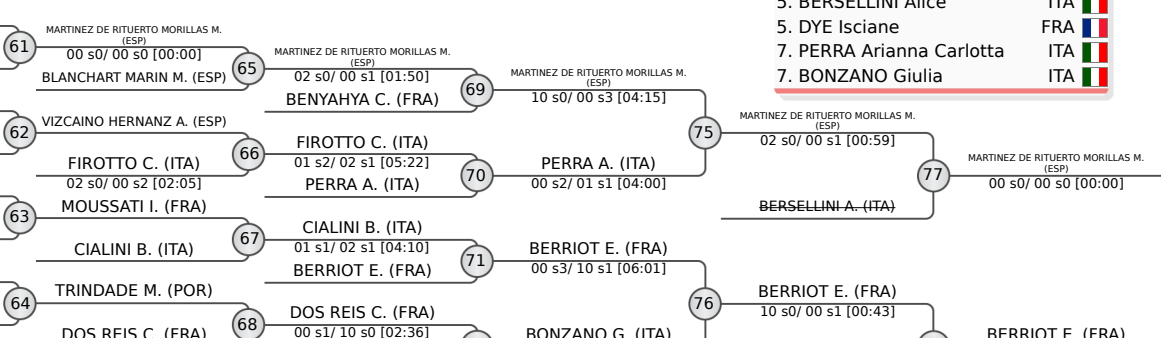 5. BERSELLINI Alice ITA
5. DYE Isciane FRA
7. PERRA Arianna Carlotta ITA
7. BONZANO Giulia ITA
61
MARTINEZ DE RITUERTO MORILLAS M.
(ESP)
00 s0/ 00 s0 [00:00]
BLANCHART MARIN M. (ESP)
62
VIZCAINO HERNANZ A. (ESP)
FIROTTO C. (ITA)
02 s0/ 00 s2 [02:05]
63
MOUSSATI I. (FRA)
CIALINI B. (ITA)
64
TRINDADE M. (POR)
DOS REIS C. (FRA)
65
MARTINEZ DE RITUERTO MORILLAS M.
(ESP)
02 s0/ 00 s1 [01:50]
BENYAHYA C. (FRA)
66
FIROTTO C. (ITA)
01 s2/ 02 s1 [05:22]
PERRA A. (ITA)
67
CIALINI B. (ITA)
01 s1/ 02 s1 [04:10]
BERRIOT E. (FRA)
68
DOS REIS C. (FRA)
00 s1/ 10 s0 [02:36]
69
MARTINEZ DE RITUERTO MORILLAS M.
(ESP)
10 s0/ 00 s3 [04:15]
70
PERRA A. (ITA)
00 s2/ 01 s1 [04:00]
71
BERRIOT E. (FRA)
00 s3/ 10 s1 [06:01]
BONZANO G. (ITA)
75
MARTINEZ DE RITUERTO MORILLAS M.
(ESP)
02 s0/ 00 s1 [00:59]
BERSELLINI A. (ITA)
76
BERRIOT E. (FRA)
10 s0/ 00 s1 [00:43]
77
MARTINEZ DE RITUERTO MORILLAS M.
(ESP)
00 s0/ 00 s0 [00:00]
BERRIOT E. (FRA)